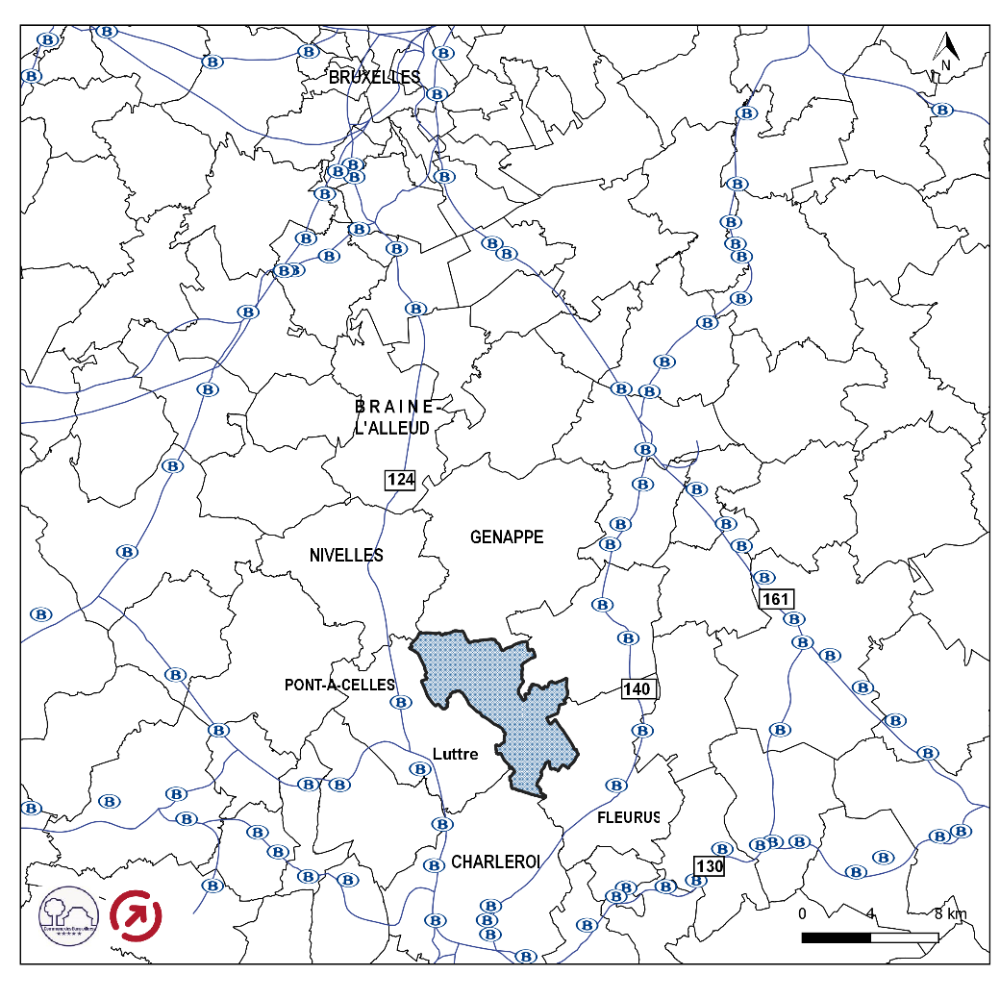 N
BRUXELLES
BRAINE-
L'ALLEUD
124
GENAPPE
NIVELLES
161
PONT-A-CELLES
140
Luttre
FLEURUS
CHARLEROI
130
0 4 8 km